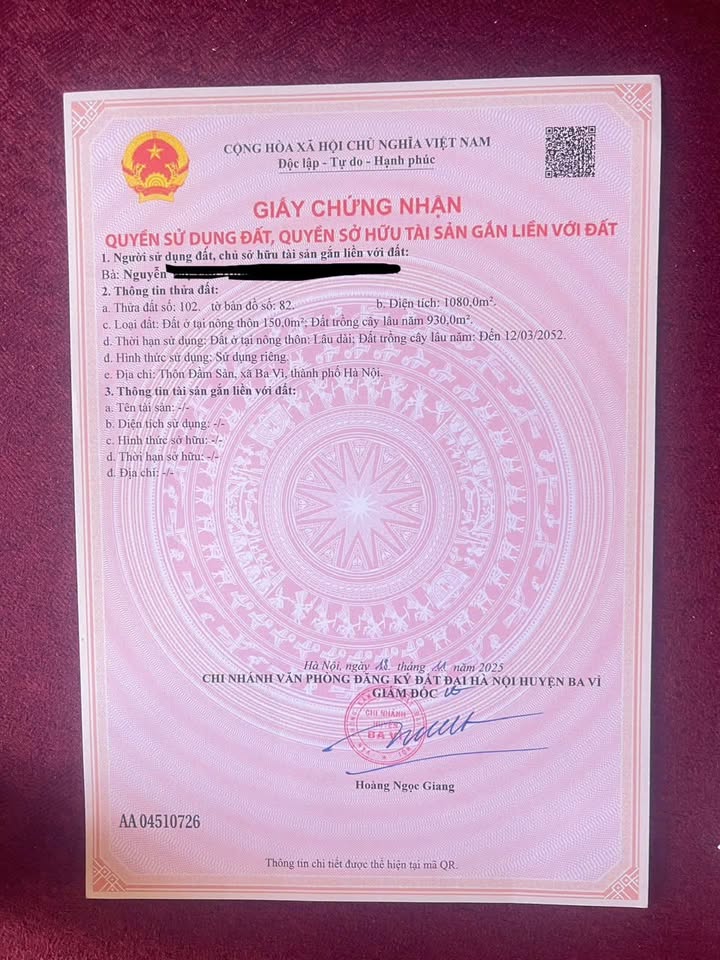 CỘNG HÒA XÃ HỘI CHỦ NGHĨA VIỆT NAM
Độc lập - Tự do - Hạnh phúc
GIẤY CHỨNG NHẬN
QUYỀN SỬ DỤNG ĐẤT, QUYỀN SỞ HỮU TÀI SẢN GẮN LIỀN VỚI ĐẤT
1. Người sử dụng đất, chủ sở hữu tài sản gắn liền với đất:
Bà: Nguyễn
2. Thông tin thửa đất:
a. Thửa đất số: 102. tờ bản đồ số: 82. b. Diện tích: 1080,0m².
c. Loại đất: Đất ở tại nông thôn 150,0m²; Đất trồng cây lâu năm 930,0m².
d. Thời hạn sử dụng: Đất ở tại nông thôn: Lâu dài; Đất trồng cây lâu năm: Đến 12/03/2052.
đ. Hình thức sử dụng: Sử dụng riêng.
e. Địa chỉ: Thôn Đầm Sản, xã Ba Vì, thành phố Hà Nội.
3. Thông tin tài sản gắn liền với đất:
a. Tên tài sản: -/-
b. Diện tích sử dụng: -/-
c. Hình thức sở hữu: -/-
d. Thời hạn sở hữu: -/-
đ. Địa chỉ: -/-
Hà Nội, ngày 18 tháng 11 năm 2025
CHI NHÁNH VĂN PHÒNG ĐĂNG KÝ ĐẤT ĐAI HÀ NỘI HUYỆN BA VÌ
GIÁM ĐỐC
CHI NHÁNH
HUYỆN
BA VÌ
Hoàng Ngọc Giang
AA 04510726
Thông tin chi tiết được thể hiện tại mã QR.